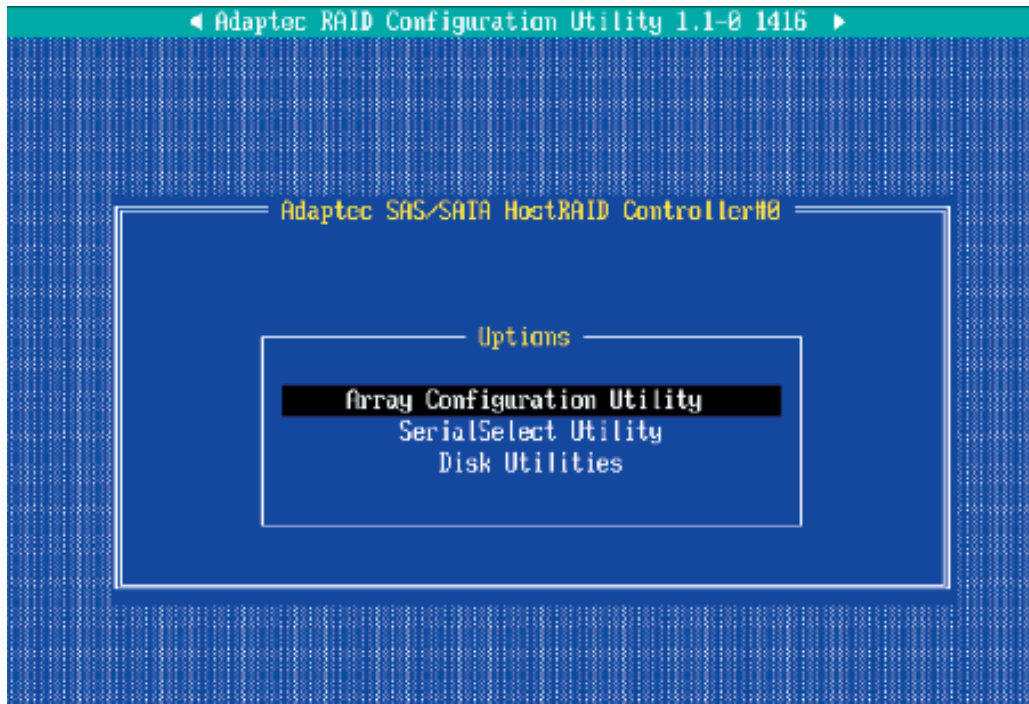 ◄ Adaptec RAID Configuration Utility 1.1-0 1416 ►
Adaptec SAS/SATA HostRAID Controller#0
Options
Array Configuration Utility
SerialSelect Utility
Disk Utilities